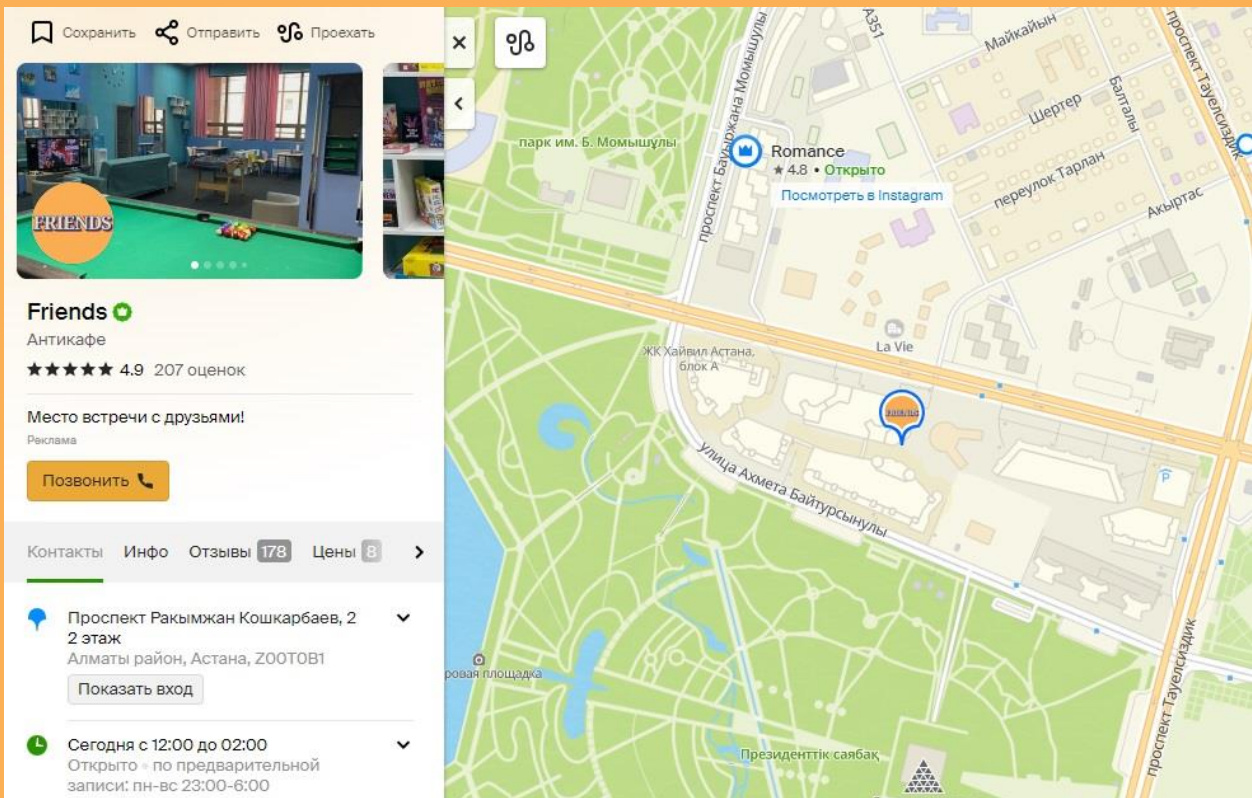 Сохранить
Отправить
Проехать
FRIENDS
Friends
Антикафе
4.9 207 оценок
Место встречи с друзьями!
Реклама
Позвонить
Контакты Инфо Отзывы 178 Цены 8
Проспект Ракымжан Кошкарбаев, 2
2 этаж
Алматы район, Астана, Z00T0B1
Показать вход
Сегодня с 12:00 до 02:00
Открыто • по предварительной
записи: пн-вс 23:00-6:00
парк им. Б. Момышұлы
проспект Бауыржана Момышулы
A351
Майкайын
Шертер
Балталы
переулок Тарлан
Акыртас
проспект Тауелсиздик
Romance
★ 4.8 • Открыто
Посмотреть в Instagram
La Vie
ЖК Хайвил Астана,
блок А
FRIENDS
улица Ахмета Байтурсынулы
P
ровая площадка
Президенттік саябақ
проспект Тауелсиздик